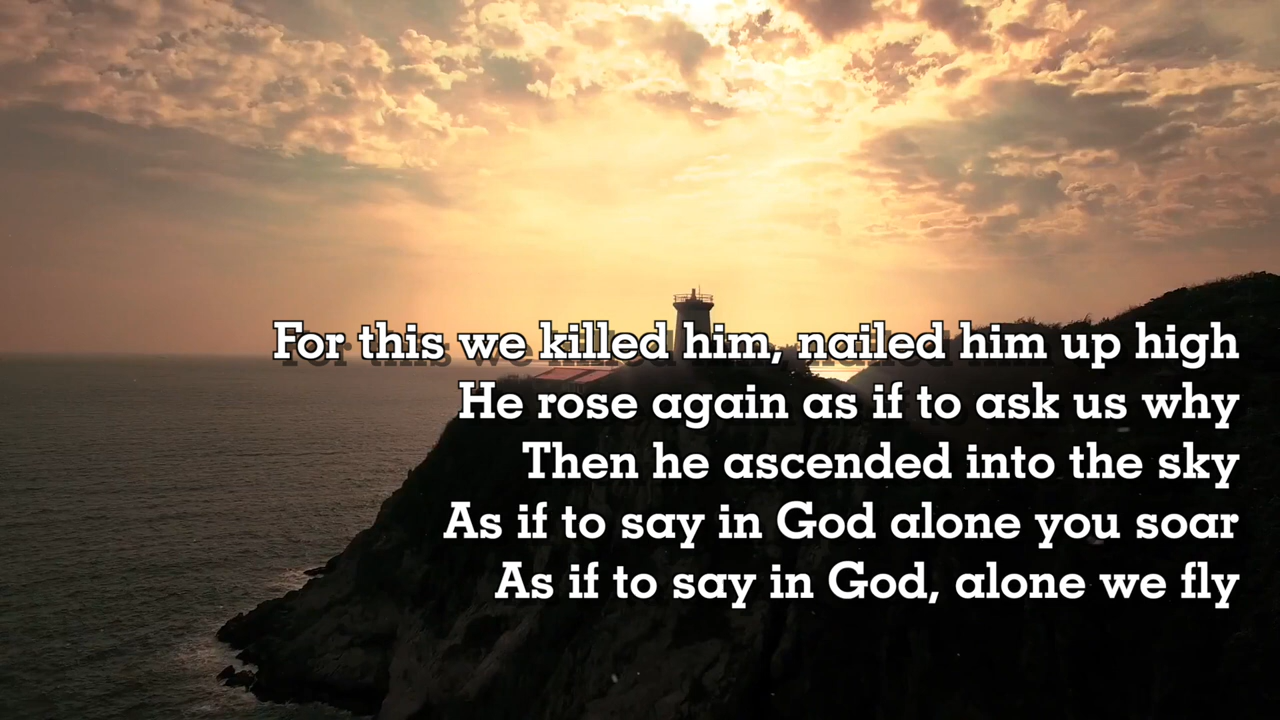 For this we killed him, nailed him up high
He rose again as if to ask us why
Then he ascended into the sky
As if to say in God alone you soar
As if to say in God, alone we fly